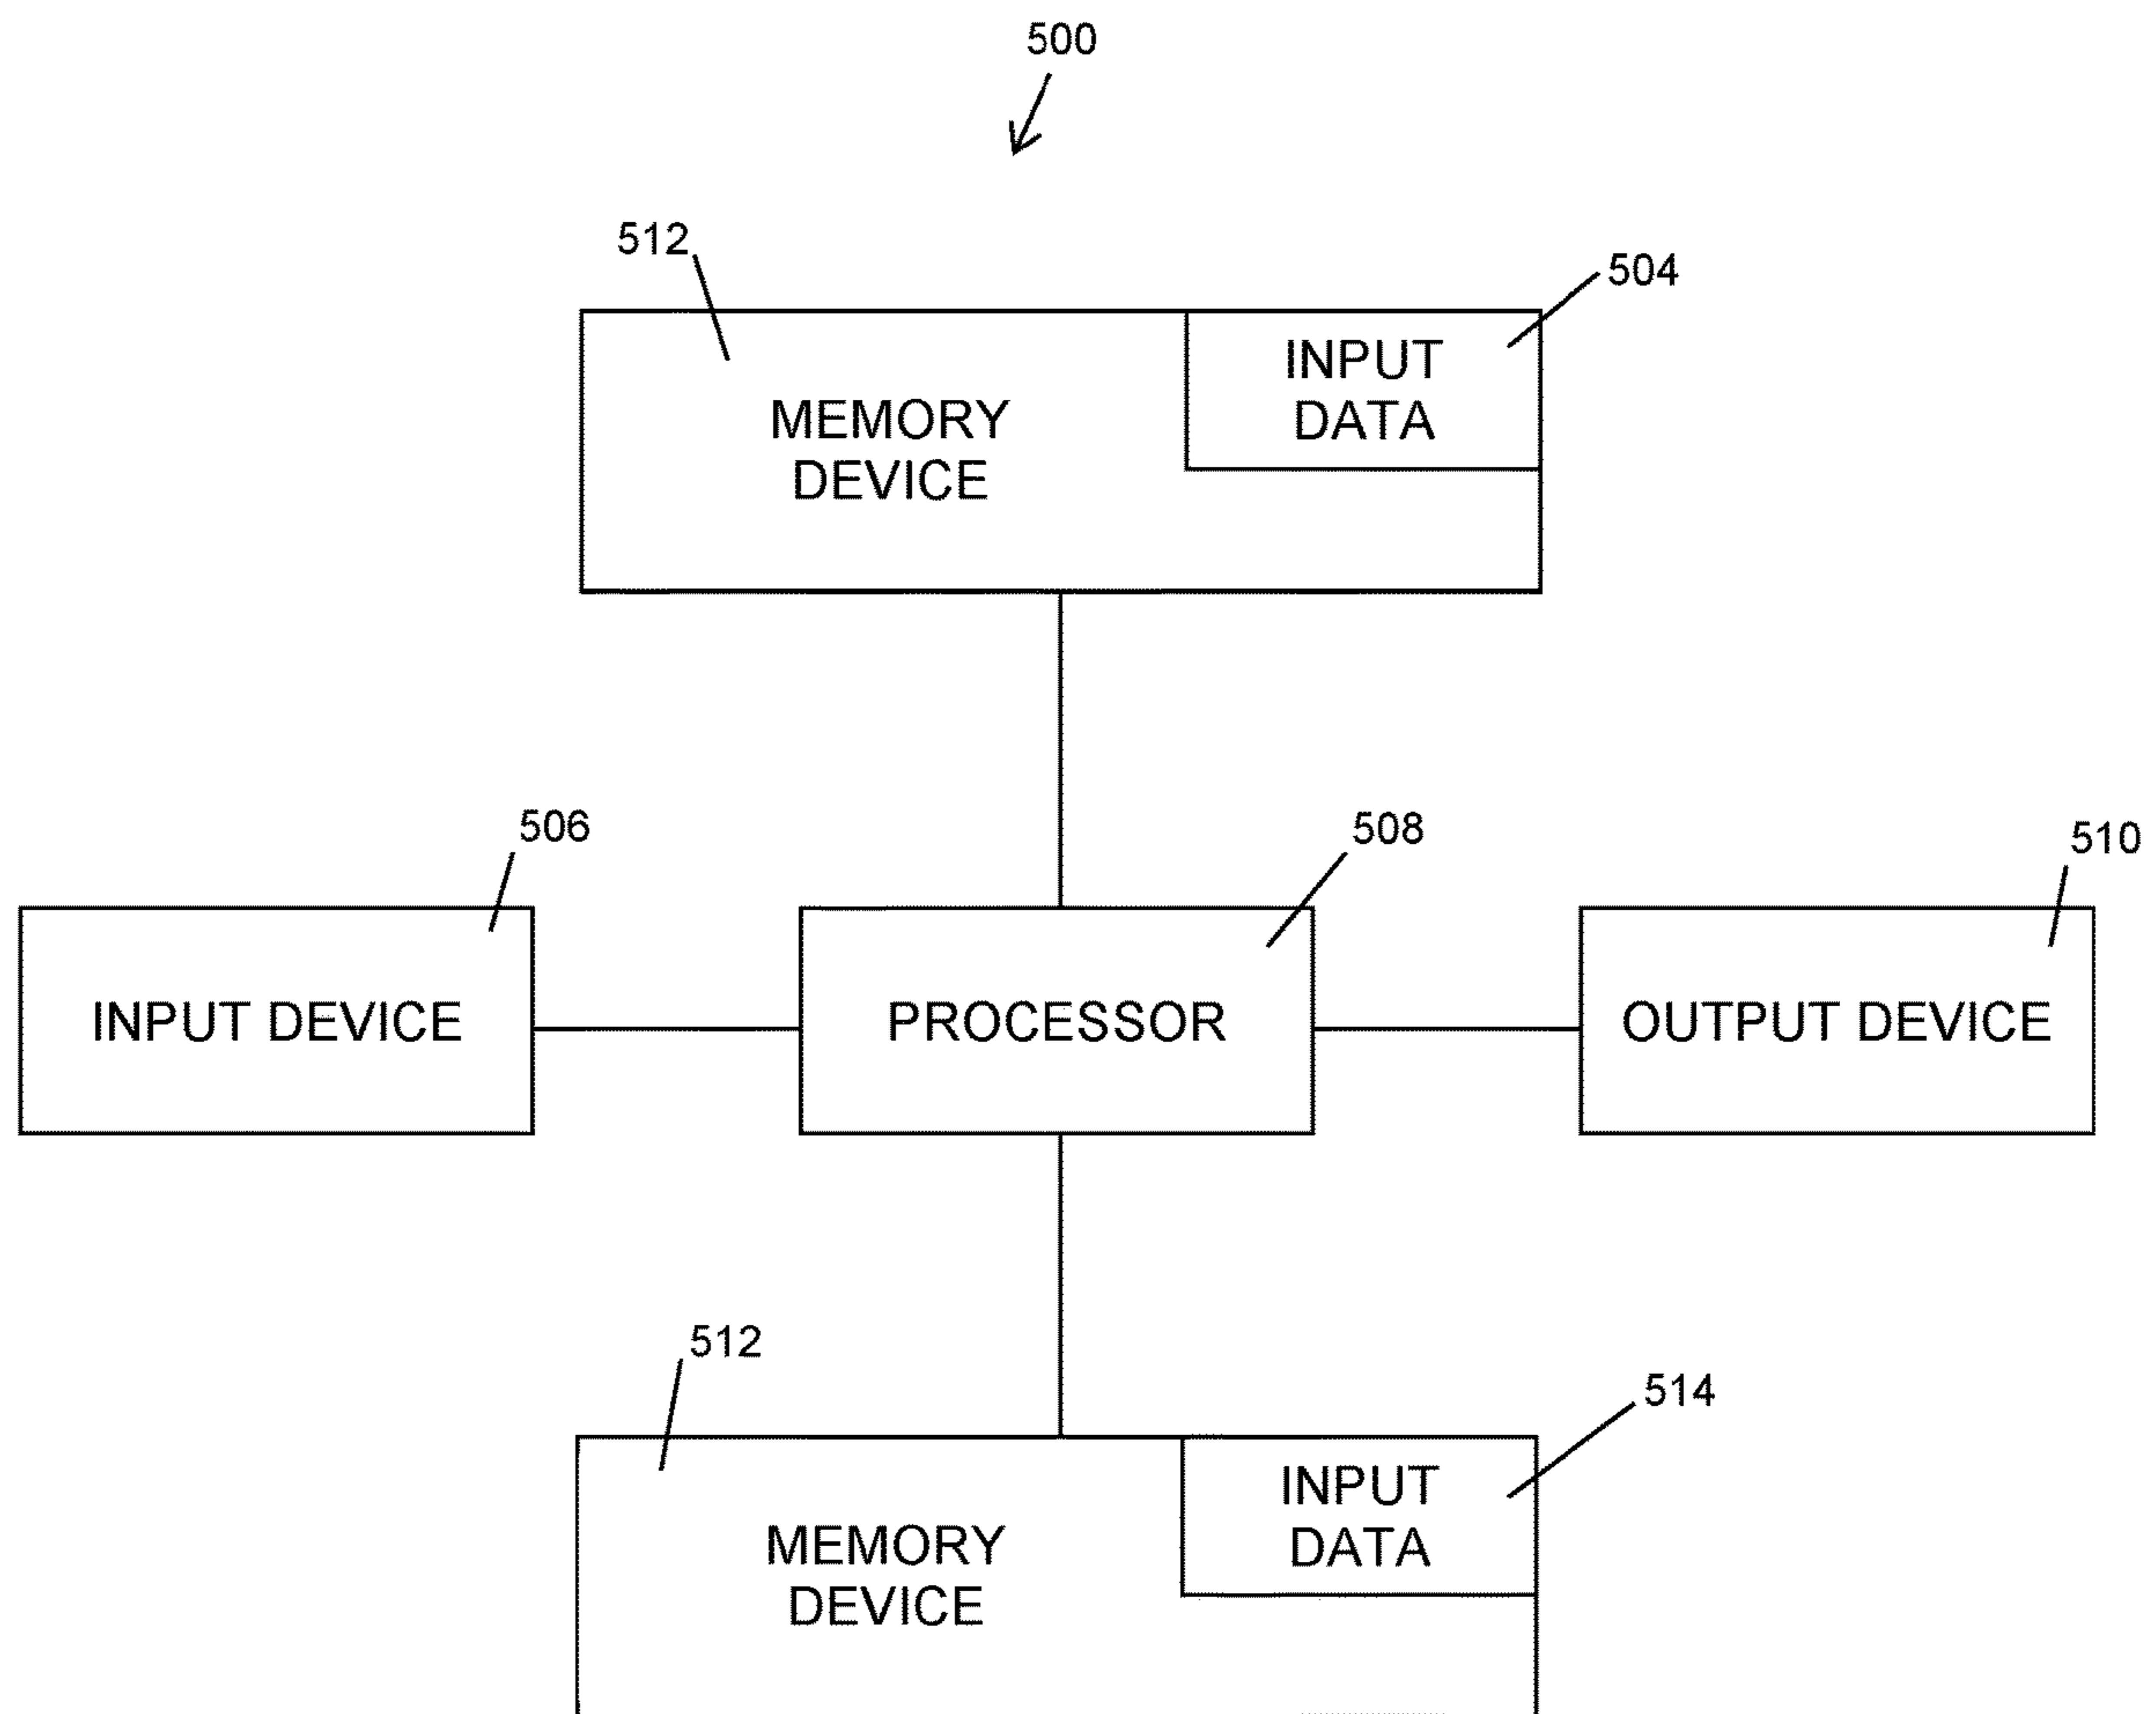 500
512
504
INPUT
DATA
MEMORY
DEVICE
506
508
510
INPUT DEVICE
PROCESSOR
OUTPUT DEVICE
512
514
INPUT
DATA
MEMORY
DEVICE